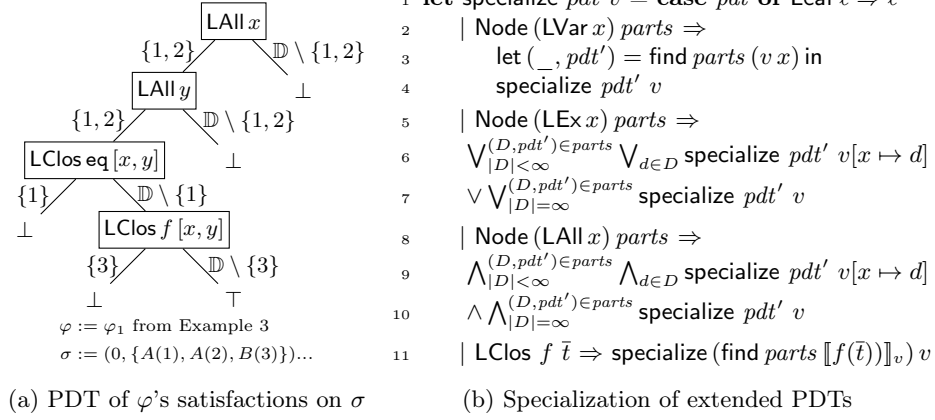 LAll x
{1, 2} 𝔻 \ {1, 2}
LAll y ⊥
{1, 2} 𝔻 \ {1, 2}
LClos eq [x, y] ⊥
{1} 𝔻 \ {1}
⊥ LClos f [x, y]
{3} 𝔻 \ {3}
⊥ ⊤
φ := φ₁ from Example 3
σ := (0, {A(1), A(2), B(3)})...
(a) PDT of φ's satisfactions on σ
1 let specialize pdt v = case pdt of Leaf ℓ ⇒ ℓ
2 | Node (LVar x) parts ⇒
3 let (_, pdt′) = find parts (v x) in
4 specialize pdt′ v
5 | Node (LEx x) parts ⇒
6 ⋁_{|D|<∞}^{(D,pdt′)∈parts} ⋁_{d∈D} specialize pdt′ v[x ↦ d]
7 ∨ ⋁_{|D|=∞}^{(D,pdt′)∈parts} specialize pdt′ v
8 | Node (LAll x) parts ⇒
9 ⋀_{|D|<∞}^{(D,pdt′)∈parts} ⋀_{d∈D} specialize pdt′ v[x ↦ d]
10 ∧ ⋀_{|D|=∞}^{(D,pdt′)∈parts} specialize pdt′ v
11 | LClos f t̄ ⇒ specialize (find parts ⟦f(t̄)⟧ᵥ) v
(b) Specialization of extended PDTs